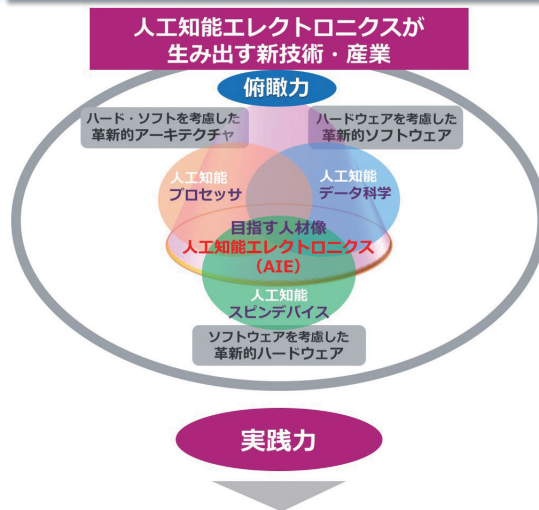 人工知能エレクトロニクスが
生み出す新技術・産業
俯瞰力
ハード・ソフトを考慮した
革新的アーキテクチャ
ハードウェアを考慮した
革新的ソフトウェア
人工知能
プロセッサ
人工知能
データ科学
目指す人材像
人工知能エレクトロニクス
（AIE）
人工知能
スピンデバイス
ソフトウェアを考慮した
革新的ハードウェア
実践力